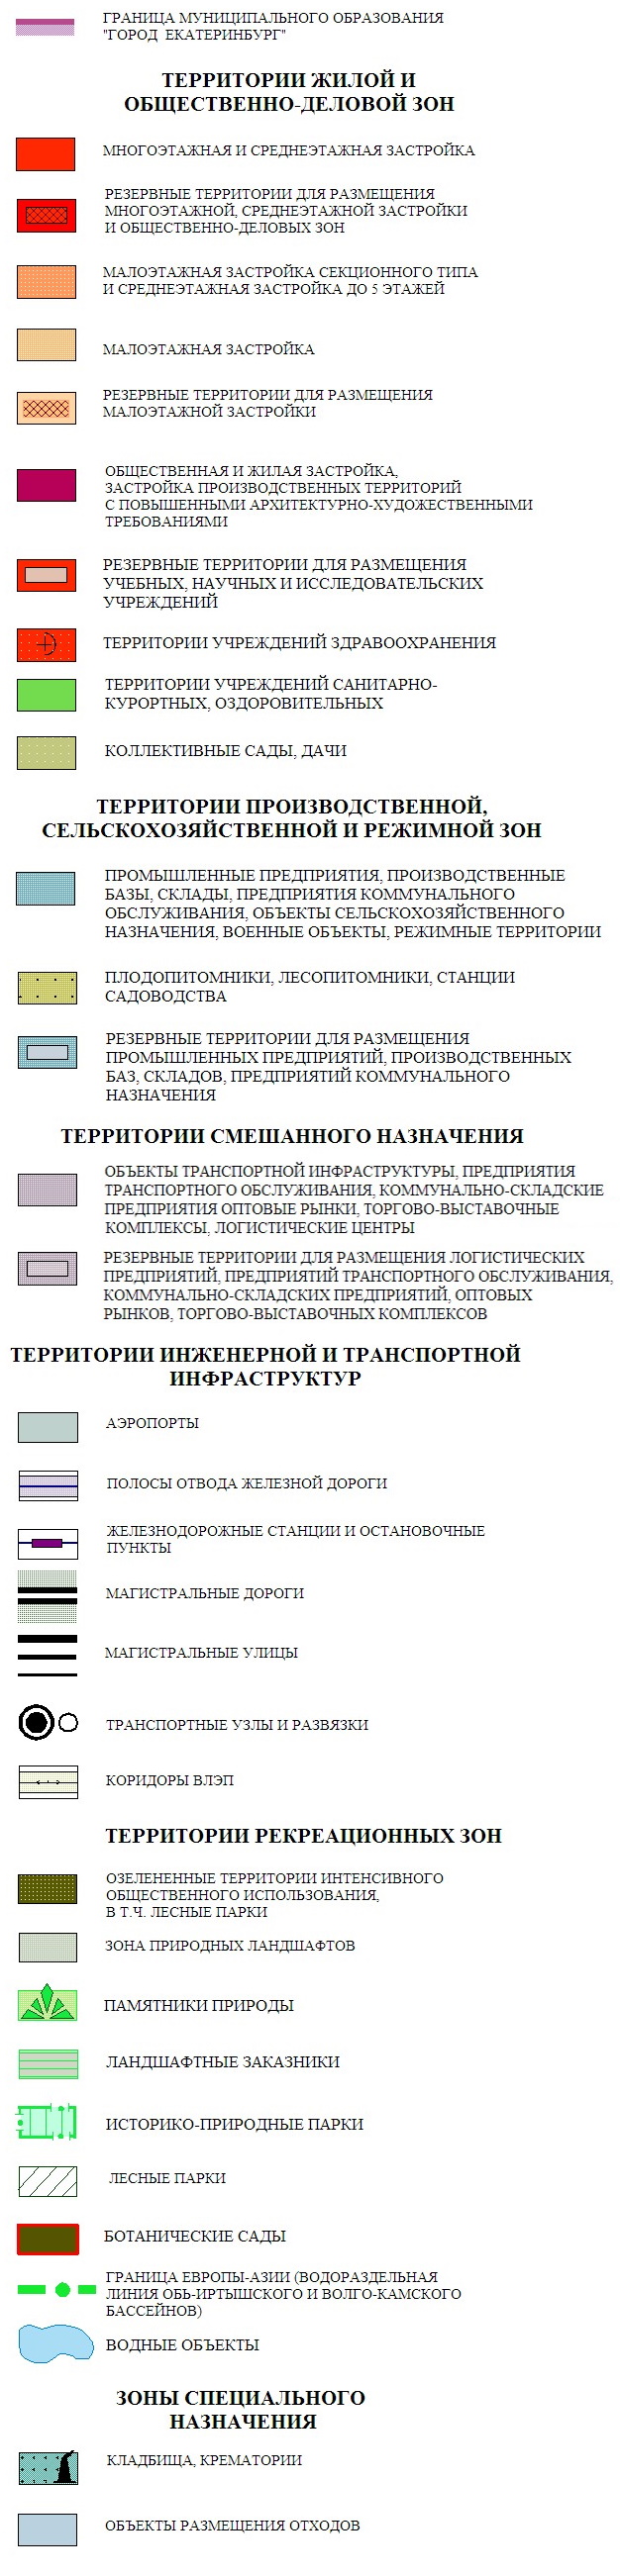 ГРАНИЦА МУНИЦИПАЛЬНОГО ОБРАЗОВАНИЯ
"ГОРОД ЕКАТЕРИНБУРГ"
ТЕРРИТОРИИ ЖИЛОЙ И
ОБЩЕСТВЕННО-ДЕЛОВОЙ ЗОН
МНОГОЭТАЖНАЯ И СРЕДНЕЭТАЖНАЯ ЗАСТРОЙКА
РЕЗЕРВНЫЕ ТЕРРИТОРИИ ДЛЯ РАЗМЕЩЕНИЯ
МНОГОЭТАЖНОЙ, СРЕДНЕЭТАЖНОЙ ЗАСТРОЙКИ
И ОБЩЕСТВЕННО-ДЕЛОВЫХ ЗОН
МАЛОЭТАЖНАЯ ЗАСТРОЙКА СЕКЦИОННОГО ТИПА
И СРЕДНЕЭТАЖНАЯ ЗАСТРОЙКА ДО 5 ЭТАЖЕЙ
МАЛОЭТАЖНАЯ ЗАСТРОЙКА
РЕЗЕРВНЫЕ ТЕРРИТОРИИ ДЛЯ РАЗМЕЩЕНИЯ
МАЛОЭТАЖНОЙ ЗАСТРОЙКИ
ОБЩЕСТВЕННАЯ И ЖИЛАЯ ЗАСТРОЙКА,
ЗАСТРОЙКА ПРОИЗВОДСТВЕННЫХ ТЕРРИТОРИЙ
С ПОВЫШЕННЫМИ АРХИТЕКТУРНО-ХУДОЖЕСТВЕННЫМИ
ТРЕБОВАНИЯМИ
РЕЗЕРВНЫЕ ТЕРРИТОРИИ ДЛЯ РАЗМЕЩЕНИЯ
УЧЕБНЫХ, НАУЧНЫХ И ИССЛЕДОВАТЕЛЬСКИХ
УЧРЕЖДЕНИЙ
ТЕРРИТОРИИ УЧРЕЖДЕНИЙ ЗДРАВООХРАНЕНИЯ
ТЕРРИТОРИИ УЧРЕЖДЕНИЙ САНИТАРНО-
КУРОРТНЫХ, ОЗДОРОВИТЕЛЬНЫХ
КОЛЛЕКТИВНЫЕ САДЫ, ДАЧИ
ТЕРРИТОРИИ ПРОИЗВОДСТВЕННОЙ,
СЕЛЬСКОХОЗЯЙСТВЕННОЙ И РЕЖИМНОЙ ЗОН
ПРОМЫШЛЕННЫЕ ПРЕДПРИЯТИЯ, ПРОИЗВОДСТВЕННЫЕ
БАЗЫ, СКЛАДЫ, ПРЕДПРИЯТИЯ КОММУНАЛЬНОГО
ОБСЛУЖИВАНИЯ, ОБЪЕКТЫ СЕЛЬСКОХОЗЯЙСТВЕННОГО
НАЗНАЧЕНИЯ, ВОЕННЫЕ ОБЪЕКТЫ, РЕЖИМНЫЕ ТЕРРИТОРИИ
ПЛОДОПИТОМНИКИ, ЛЕСОПИТОМНИКИ, СТАНЦИИ
САДОВОДСТВА
РЕЗЕРВНЫЕ ТЕРРИТОРИИ ДЛЯ РАЗМЕЩЕНИЯ
ПРОМЫШЛЕННЫХ ПРЕДПРИЯТИЙ, ПРОИЗВОДСТВЕННЫХ
БАЗ, СКЛАДОВ, ПРЕДПРИЯТИЙ КОММУНАЛЬНОГО
НАЗНАЧЕНИЯ
ТЕРРИТОРИИ СМЕШАННОГО НАЗНАЧЕНИЯ
ОБЪЕКТЫ ТРАНСПОРТНОЙ ИНФРАСТРУКТУРЫ, ПРЕДПРИЯТИЯ
ТРАНСПОРТНОГО ОБСЛУЖИВАНИЯ, КОММУНАЛЬНО-СКЛАДСКИЕ
ПРЕДПРИЯТИЯ ОПТОВЫЕ РЫНКИ, ТОРГОВО-ВЫСТАВОЧНЫЕ
КОМПЛЕКСЫ, ЛОГИСТИЧЕСКИЕ ЦЕНТРЫ
РЕЗЕРВНЫЕ ТЕРРИТОРИИ ДЛЯ РАЗМЕЩЕНИЯ ЛОГИСТИЧЕСКИХ
ПРЕДПРИЯТИЙ, ПРЕДПРИЯТИЙ ТРАНСПОРТНОГО ОБСЛУЖИВАНИЯ,
КОММУНАЛЬНО-СКЛАДСКИХ ПРЕДПРИЯТИЙ, ОПТОВЫХ
РЫНКОВ, ТОРГОВО-ВЫСТАВОЧНЫХ КОМПЛЕКСОВ
ТЕРРИТОРИИ ИНЖЕНЕРНОЙ И ТРАНСПОРТНОЙ
ИНФРАСТРУКТУР
АЭРОПОРТЫ
ПОЛОСЫ ОТВОДА ЖЕЛЕЗНОЙ ДОРОГИ
ЖЕЛЕЗНОДОРОЖНЫЕ СТАНЦИИ И ОСТАНОВОЧНЫЕ
ПУНКТЫ
МАГИСТРАЛЬНЫЕ ДОРОГИ
МАГИСТРАЛЬНЫЕ УЛИЦЫ
ТРАНСПОРТНЫЕ УЗЛЫ И РАЗВЯЗКИ
КОРИДОРЫ ВЛЭП
ТЕРРИТОРИИ РЕКРЕАЦИОННЫХ ЗОН
ОЗЕЛЕНЕННЫЕ ТЕРРИТОРИИ ИНТЕНСИВНОГО
ОБЩЕСТВЕННОГО ИСПОЛЬЗОВАНИЯ,
В Т.Ч. ЛЕСНЫЕ ПАРКИ
ЗОНА ПРИРОДНЫХ ЛАНДШАФТОВ
ПАМЯТНИКИ ПРИРОДЫ
ЛАНДШАФТНЫЕ ЗАКАЗНИКИ
ИСТОРИКО-ПРИРОДНЫЕ ПАРКИ
ЛЕСНЫЕ ПАРКИ
БОТАНИЧЕСКИЕ САДЫ
ГРАНИЦА ЕВРОПЫ-АЗИИ (ВОДОРАЗДЕЛЬНАЯ
ЛИНИЯ ОБЬ-ИРТЫШСКОГО И ВОЛГО-КАМСКОГО
БАССЕЙНОВ)
ВОДНЫЕ ОБЪЕКТЫ
ЗОНЫ СПЕЦИАЛЬНОГО
НАЗНАЧЕНИЯ
КЛАДБИЩА, КРЕМАТОРИИ
ОБЪЕКТЫ РАЗМЕЩЕНИЯ ОТХОДОВ